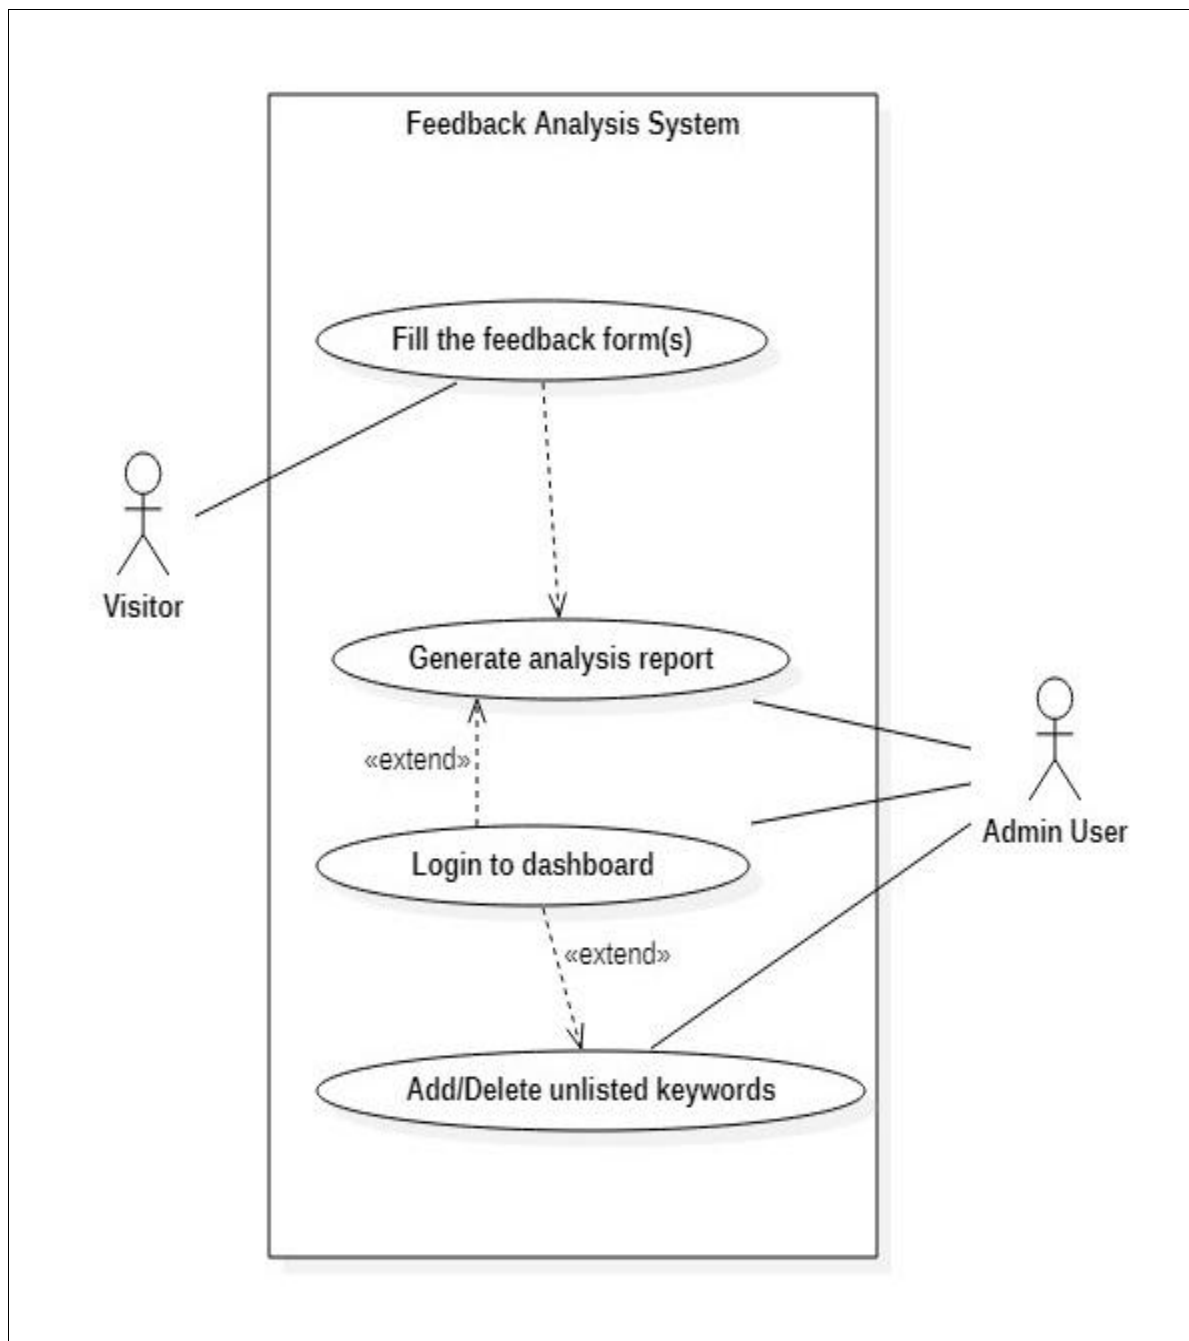 Feedback Analysis System
Fill the feedback form(s)
Visitor
Generate analysis report
«extend»
Login to dashboard
Admin User
«extend»
Add/Delete unlisted keywords